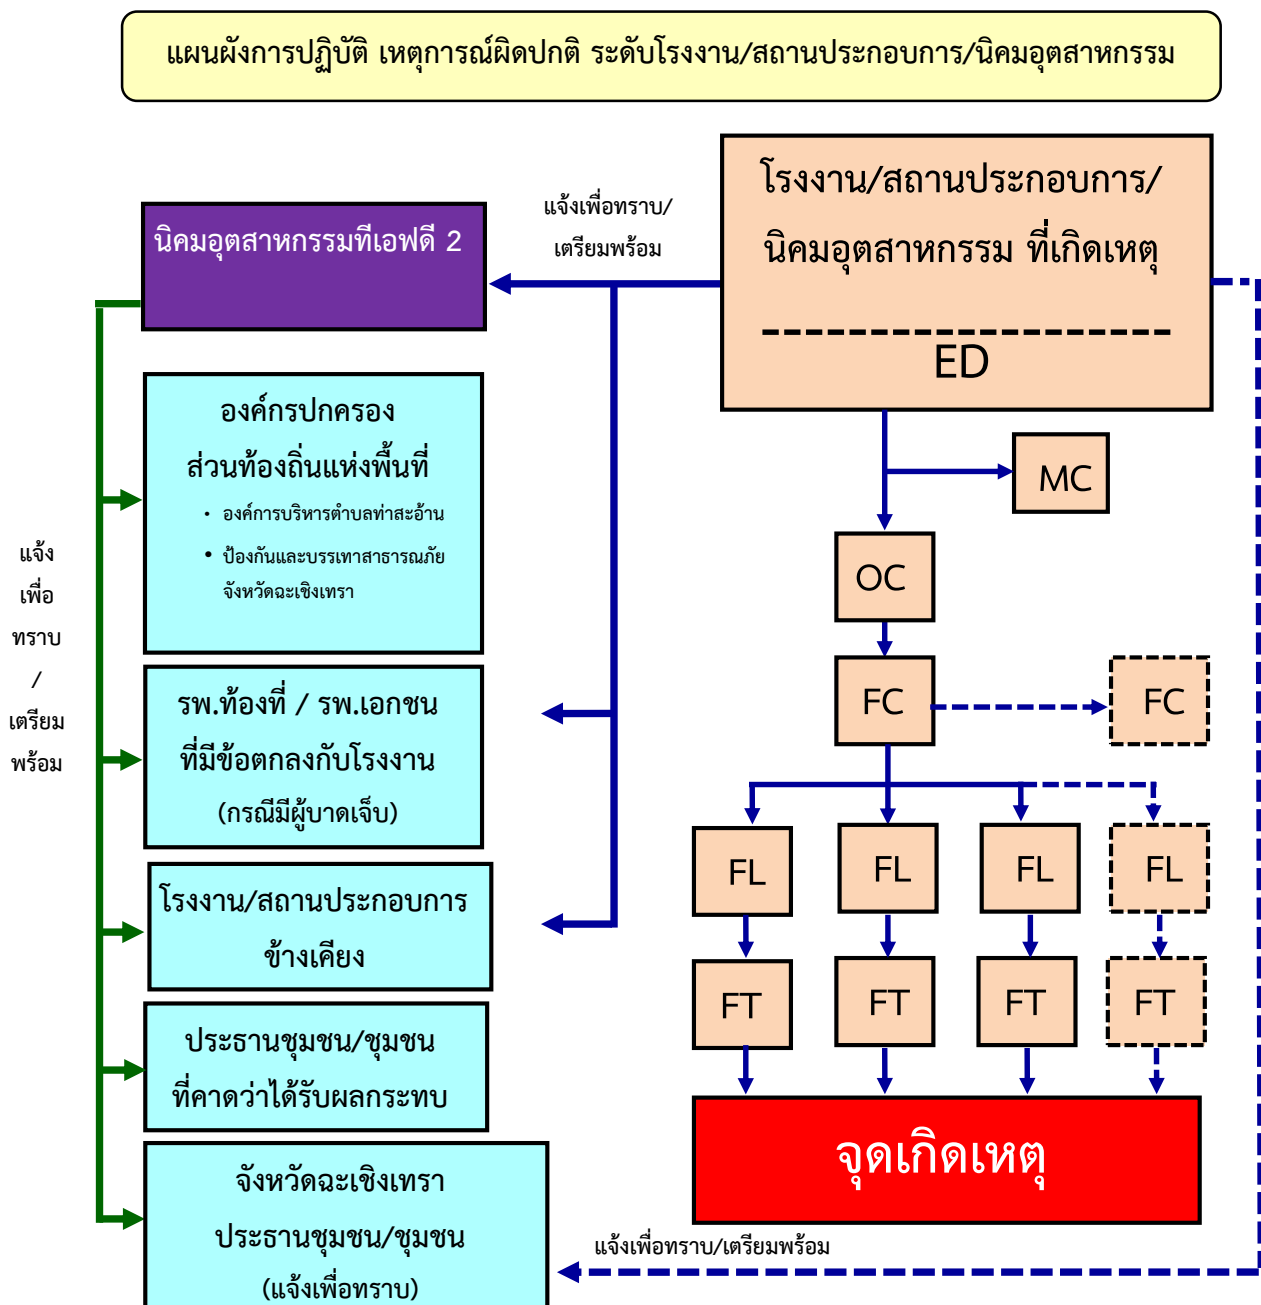 แผนผังการปฏิบัติ เหตุการณ์ผิดปกติ ระดับโรงงาน/สถานประกอบการ/นิคมอุตสาหกรรม
โรงงาน/สถานประกอบการ/
นิคมอุตสาหกรรม ที่เกิดเหตุ
ED
แจ้งเพื่อทราบ/
เตรียมพร้อม
นิคมอุตสาหกรรมทีเอฟดี 2
องค์กรปกครอง
ส่วนท้องถิ่นแห่งพื้นที่
• องค์การบริหารตำบลท่าสะอ้าน
• ป้องกันและบรรเทาสาธารณภัย
จังหวัดฉะเชิงเทรา
แจ้ง
เพื่อ
ทราบ
/
เตรียม
พร้อม
รพ.ท้องที่ / รพ.เอกชน
ที่มีข้อตกลงกับโรงงาน
(กรณีมีผู้บาดเจ็บ)
โรงงาน/สถานประกอบการ
ข้างเคียง
ประธานชุมชน/ชุมชน
ที่คาดว่าได้รับผลกระทบ
จังหวัดฉะเชิงเทรา
ประธานชุมชน/ชุมชน
(แจ้งเพื่อทราบ)
MC
OC
FC
FC
FL
FL
FL
FL
FT
FT
FT
FT
จุดเกิดเหตุ
แจ้งเพื่อทราบ/เตรียมพร้อม